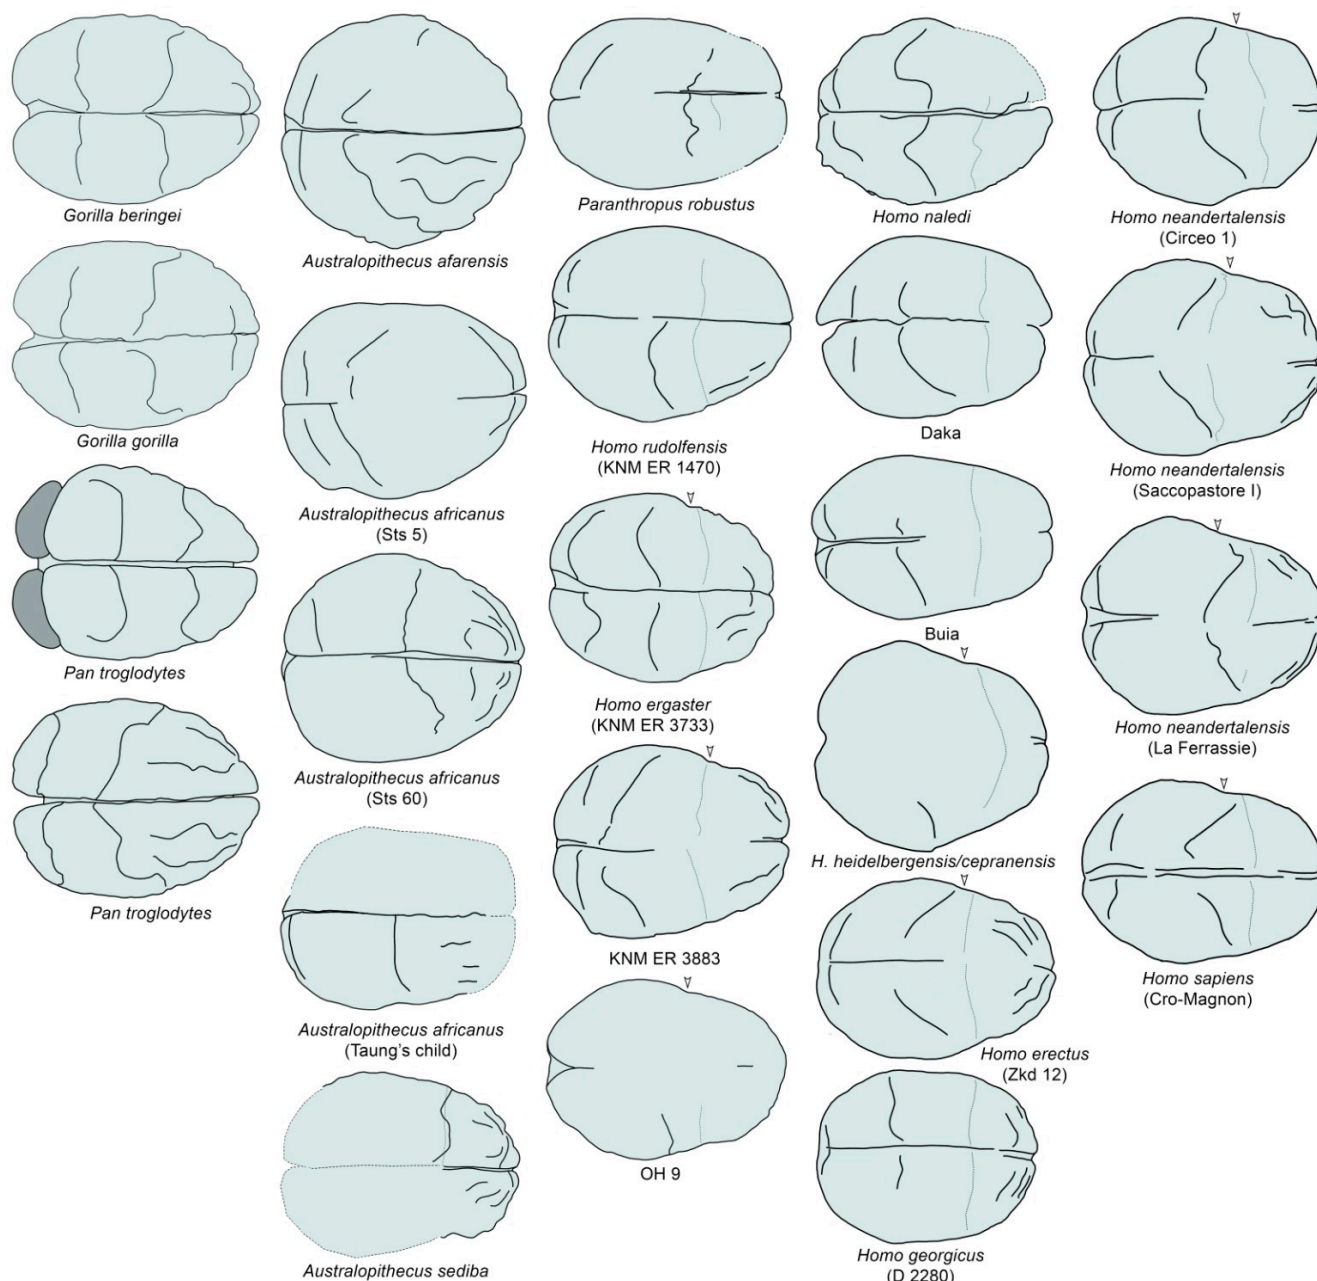 Gorilla beringei
Gorilla gorilla
Pan troglodytes
Pan troglodytes
Australopithecus afarensis
Australopithecus africanus
(Sts 5)
Australopithecus africanus
(Sts 60)
Australopithecus africanus
(Taung's child)
Australopithecus sediba
Paranthropus robustus
Homo rudolfensis
(KNM ER 1470)
Homo ergaster
(KNM ER 3733)
KNM ER 3883
OH 9
Homo naledi
Daka
Buia
H. heidelbergensis/cepranensis
Homo erectus
(Zkd 12)
Homo georgicus
(D 2280)
Homo neandertalensis
(Circeo 1)
Homo neandertalensis
(Saccopastore I)
Homo neandertalensis
(La Ferrassie)
Homo sapiens
(Cro-Magnon)